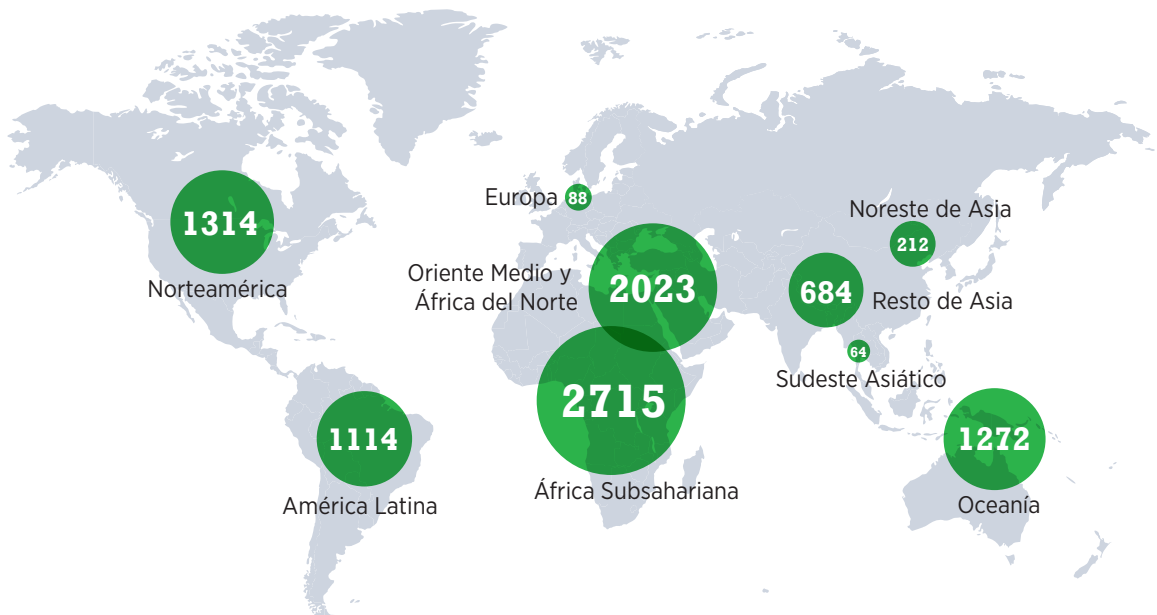 1314
Norteamérica
1114
América Latina
Europa 88
Oriente Medio y
África del Norte
2023
2715
África Subsahariana
Noreste de Asia
212
684
Resto de Asia
64
Sudeste Asiático
1272
Oceanía